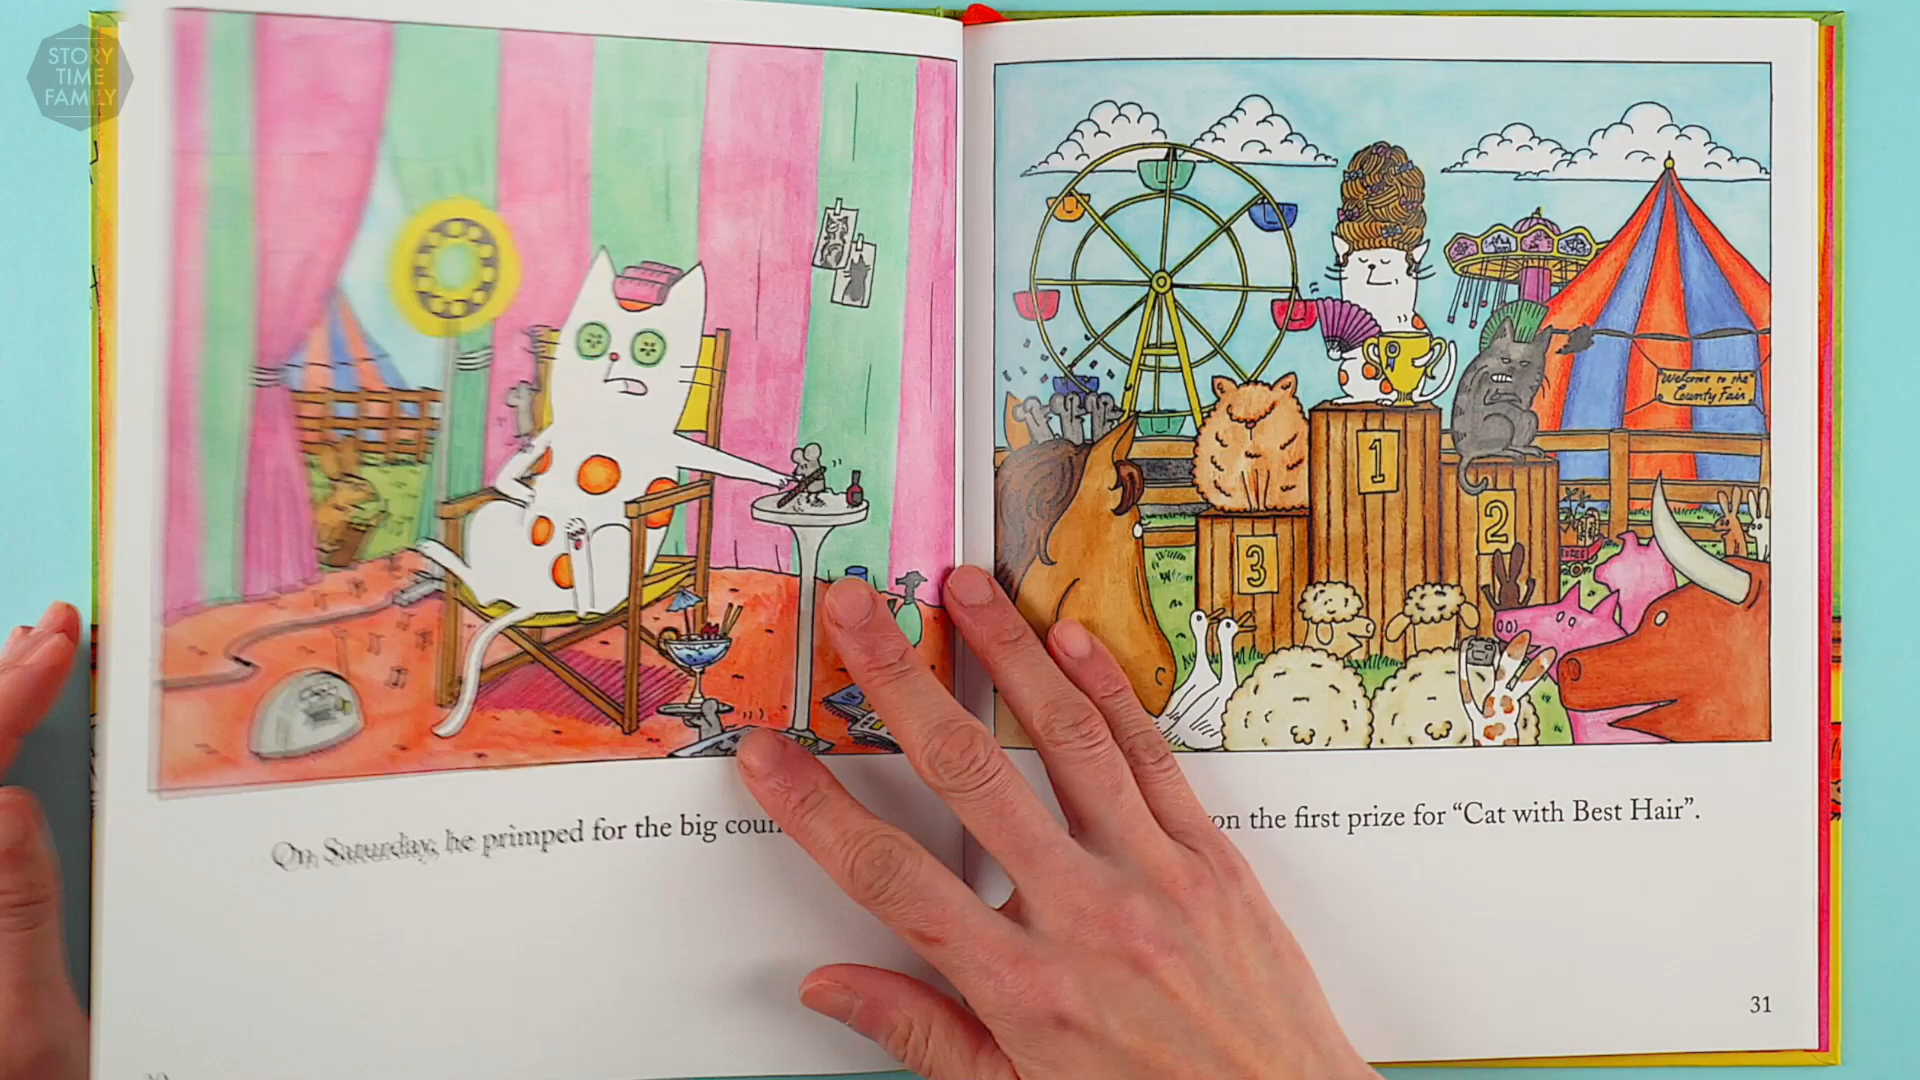 STORY
TIME
FAMILY
On Saturday, he primped for the big coun
Welcome to the
County Fair
1
2
3
won the first prize for “Cat with Best Hair”.
31